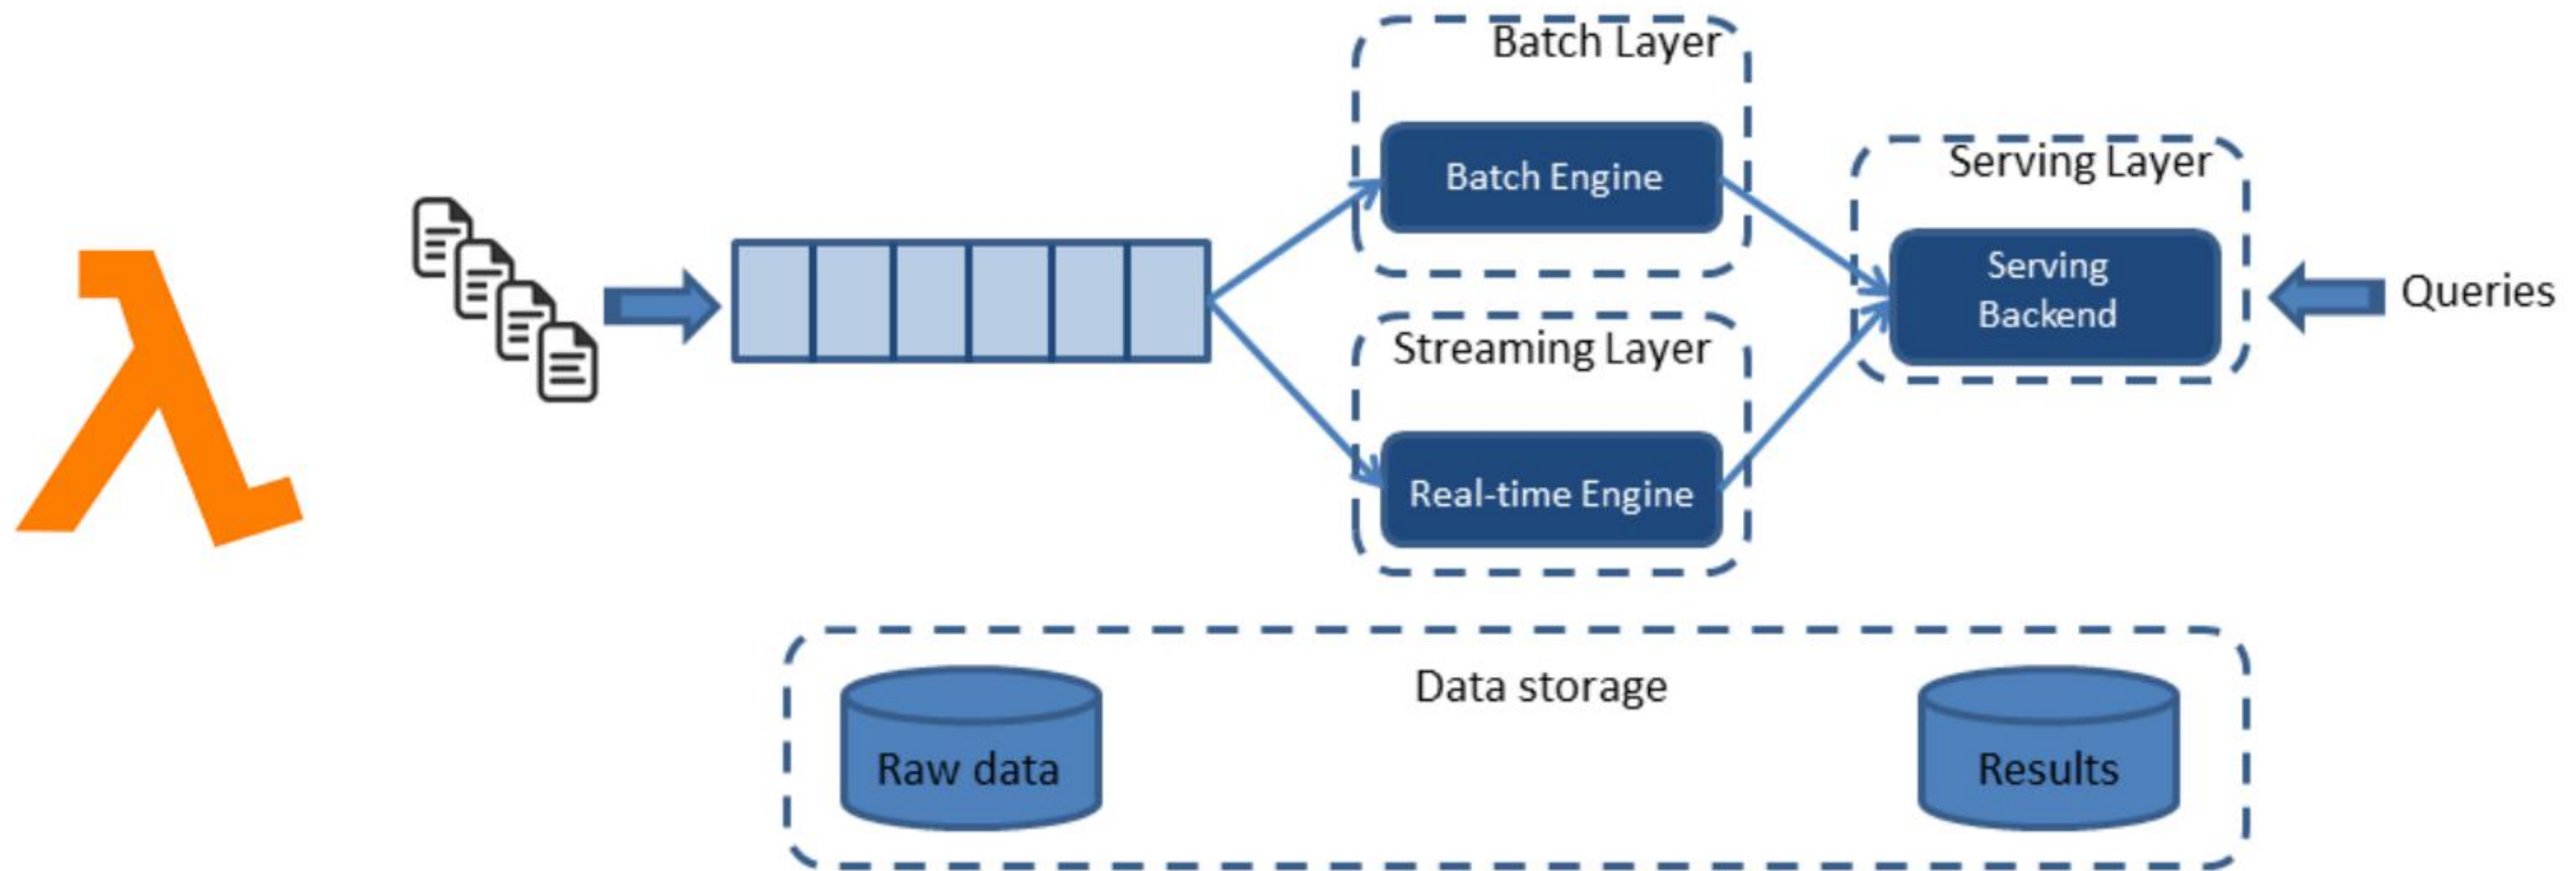 λ
Batch Layer
Batch Engine
Streaming Layer
Real-time Engine
Serving Layer
Serving
Backend
Queries
Data storage
Raw data
Results